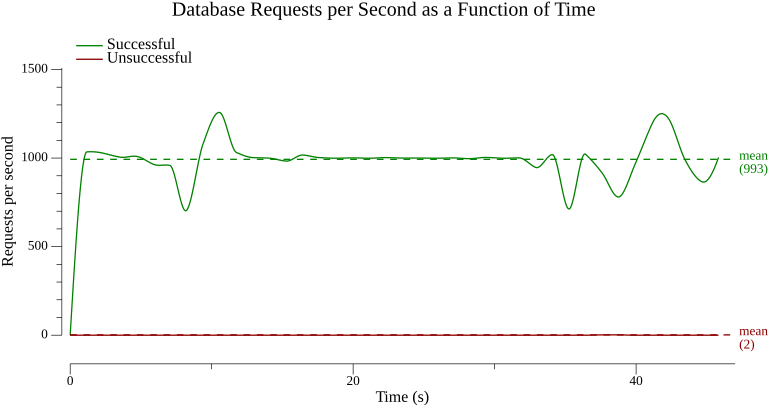 Database Requests per Second as a Function of Time
Successful
Unsuccessful
1500
1000
500
0
Requests per second
mean
(993)
mean
(2)
0
20
40
Time (s)